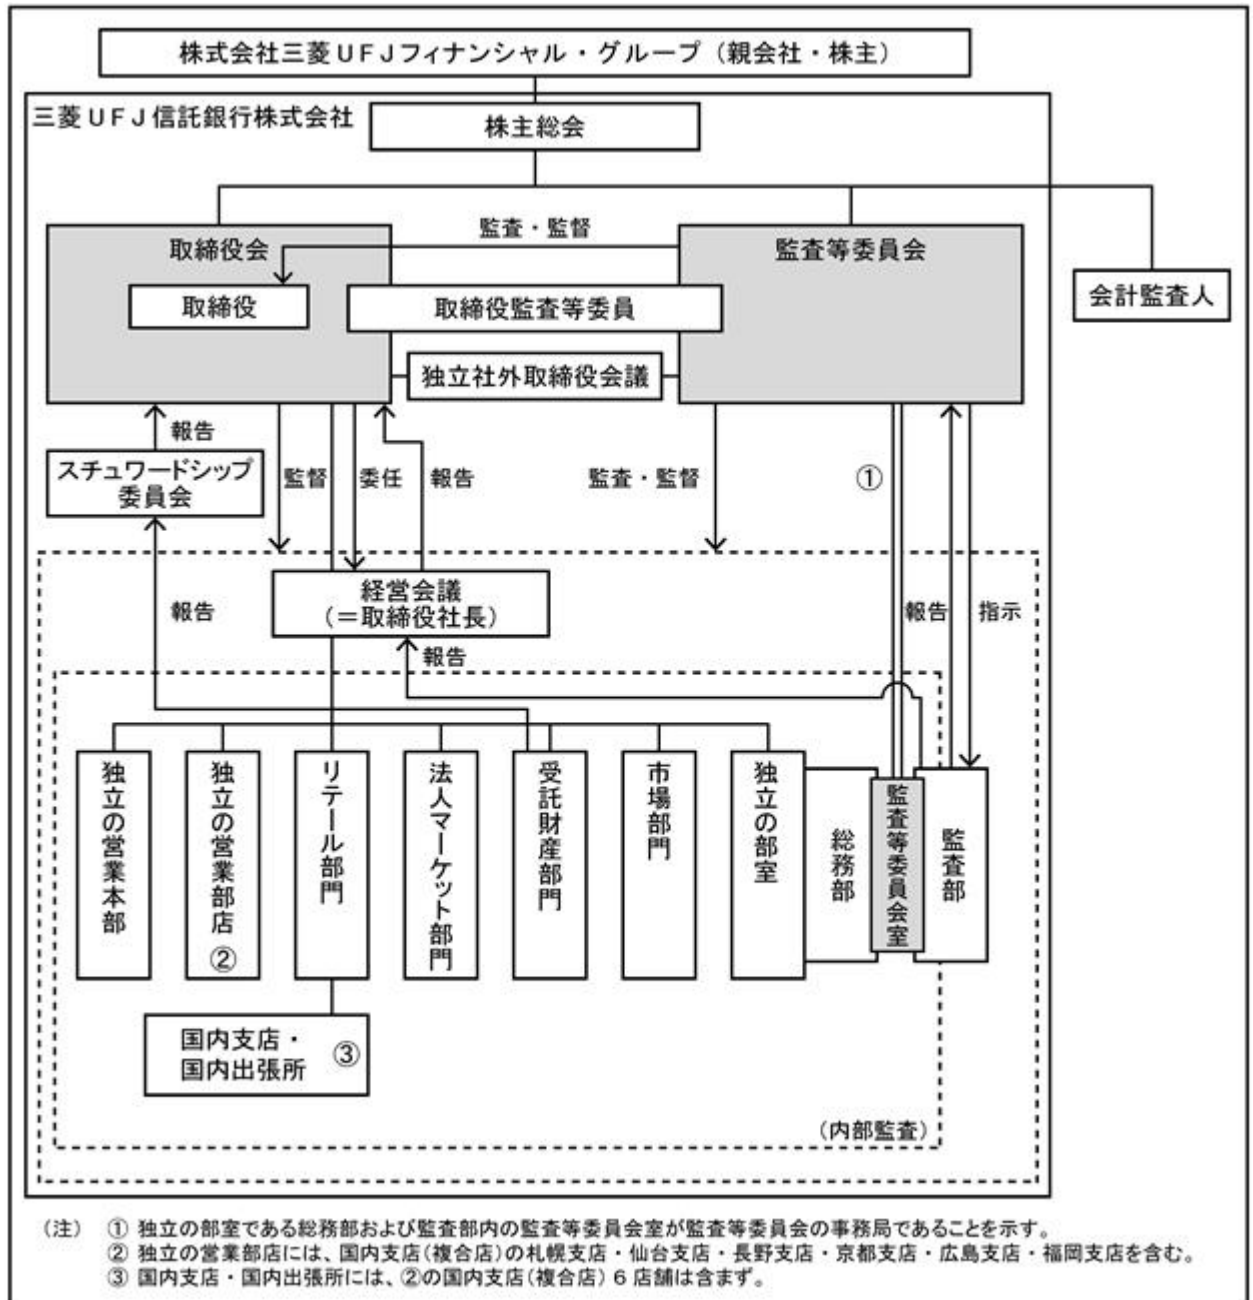 株式会社三菱UFJフィナンシャル・グループ（親会社・株主）
三菱UFJ信託銀行株式会社
株主総会
監査・監督
取締役会
監査等委員会
取締役
取締役監査等委員
会計監査人
独立社外取締役会議
報告
スチュワードシップ
委員会
監督
委任
報告
監査・監督
①
経営会議
（＝取締役社長）
報告
報告
指示
報告
独立の営業本部
独立の営業部店
②
リテール部門
法人マーケット部門
受託財産部門
市場部門
独立の部室
総務部
監査等委員会室
監査部
国内支店・
国内出張所
③
（内部監査）
（注） ① 独立の部室である総務部および監査部内の監査等委員会室が監査等委員会の事務局であることを示す。
② 独立の営業部店には、国内支店（複合店）の札幌支店・仙台支店・長野支店・京都支店・広島支店・福岡支店を含む。
③ 国内支店・国内出張所には、②の国内支店（複合店）６店舗は含まず。